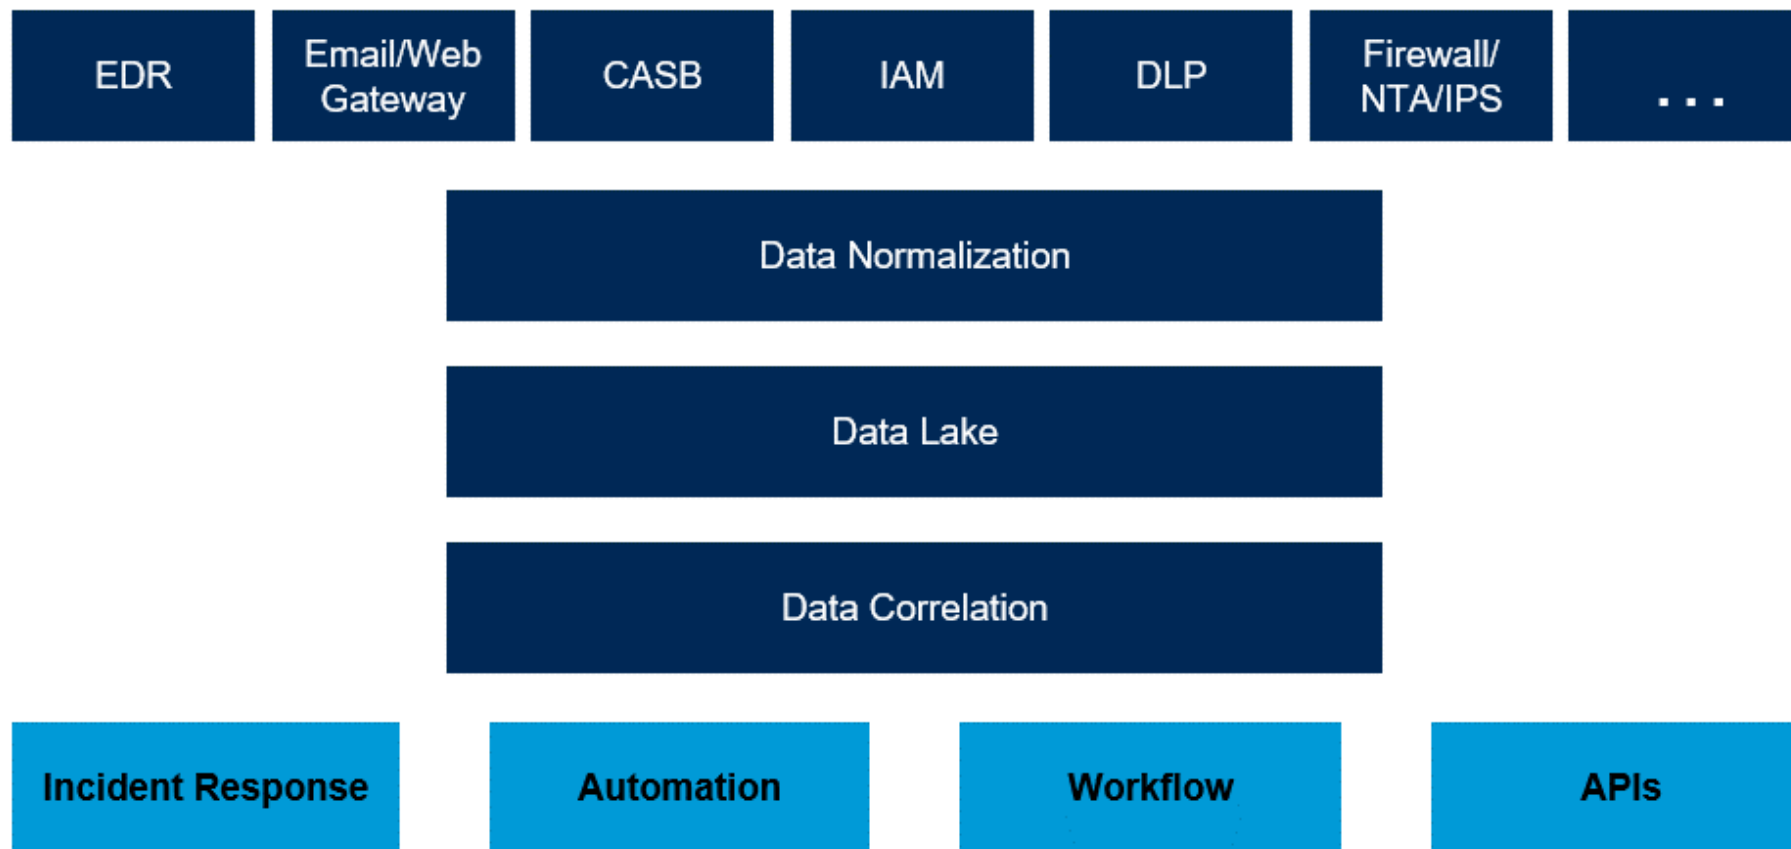 EDR
Email/Web
Gateway
CASB
IAM
DLP
Firewall/
NTA/IPS
...
Data Normalization
Data Lake
Data Correlation
Incident Response
Automation
Workflow
APIs